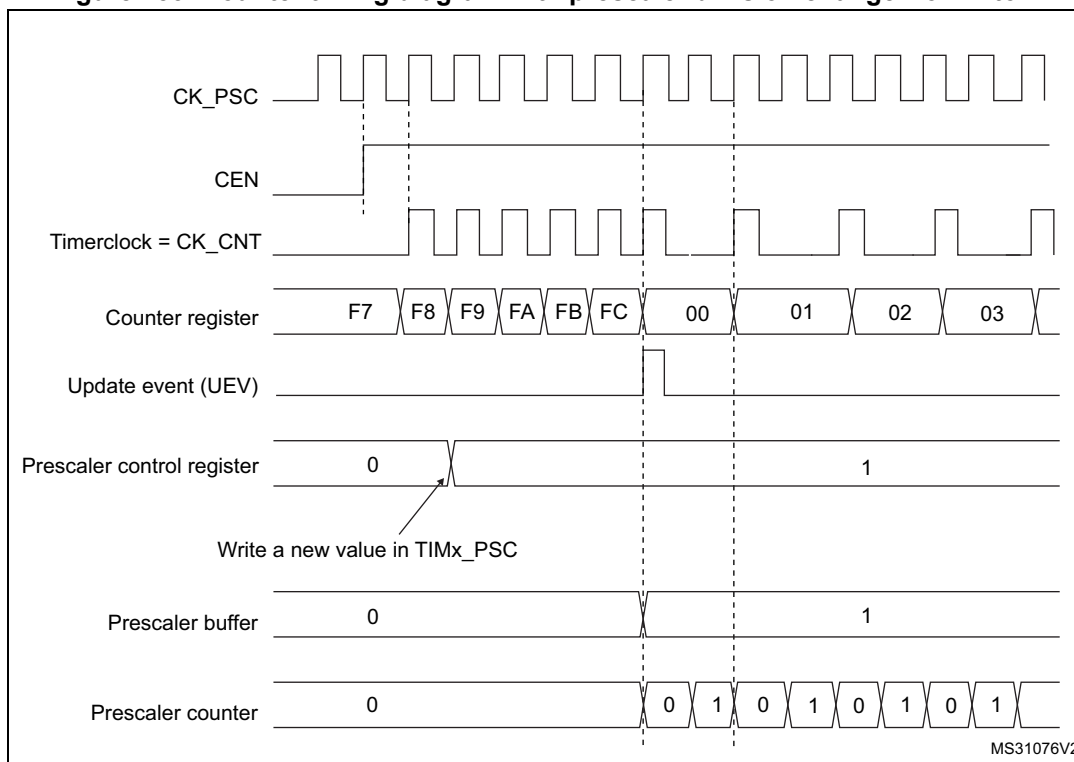 CK_PSC
CEN
Timerclock = CK_CNT
Counter register F7 F8 F9 FA FB FC 00 01 02 03
Update event (UEV)
Prescaler control register 0 1
Write a new value in TIMx_PSC
Prescaler buffer 0 1
Prescaler counter 0 0 1 0 1 0 1 0 1
MS31076V2